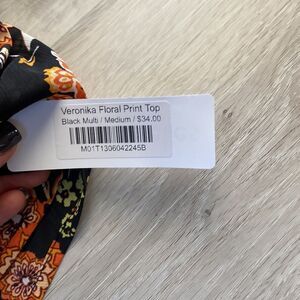 Veronika Floral Print Top
Black Multi / Medium / $34.00
M01T1306042245B